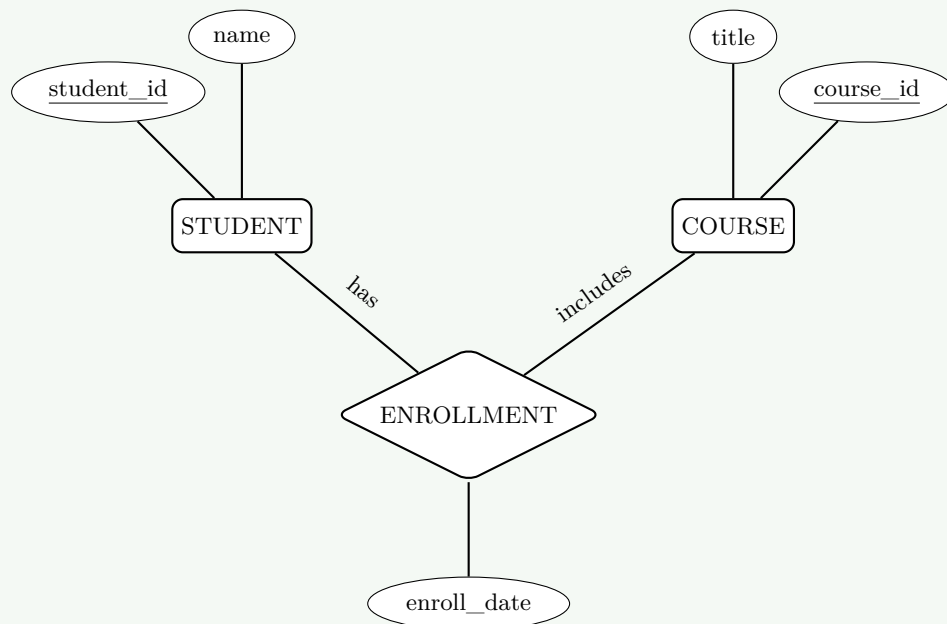 name
title
student_id
course_id
STUDENT
COURSE
has
includes
ENROLLMENT
enroll_date